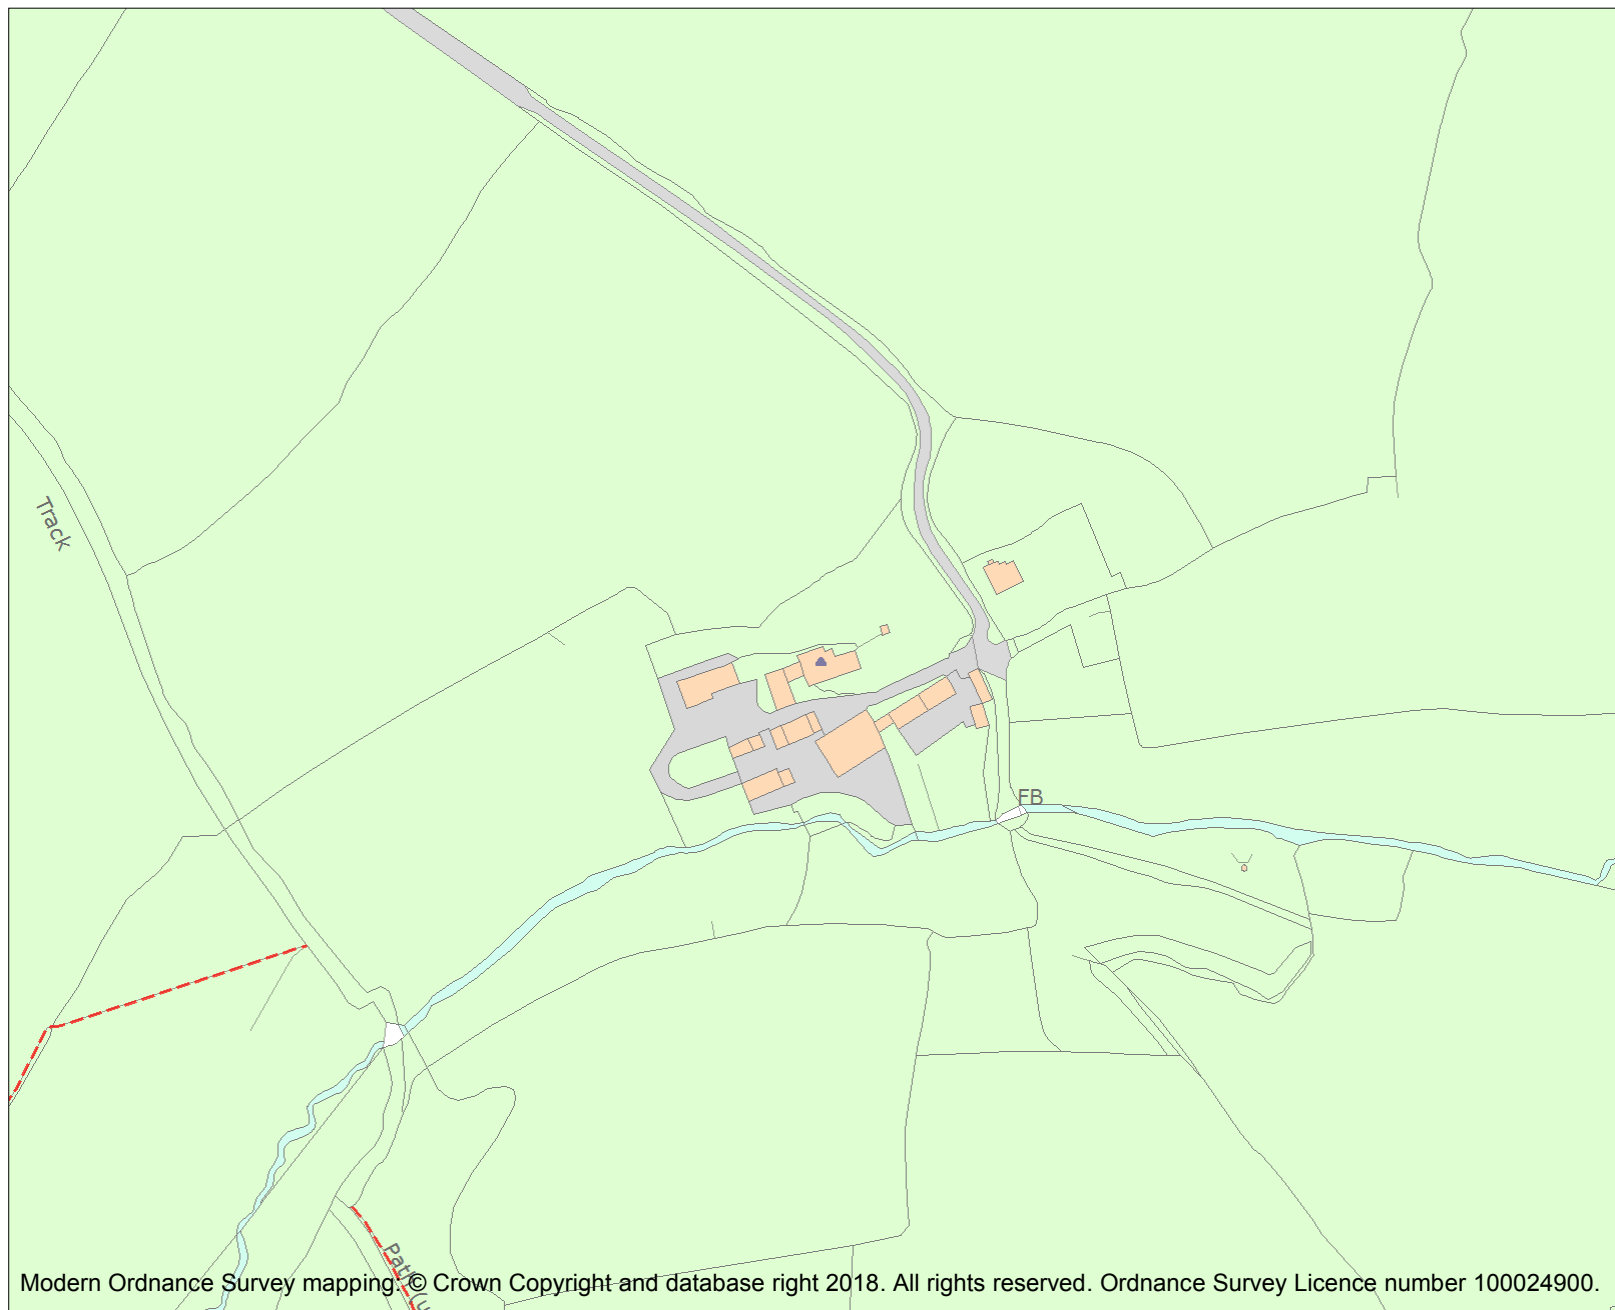 Track
FB
Path (u
Modern Ordnance Survey mapping. © Crown Copyright and database right 2018. All rights reserved. Ordnance Survey Licence number 100024900.